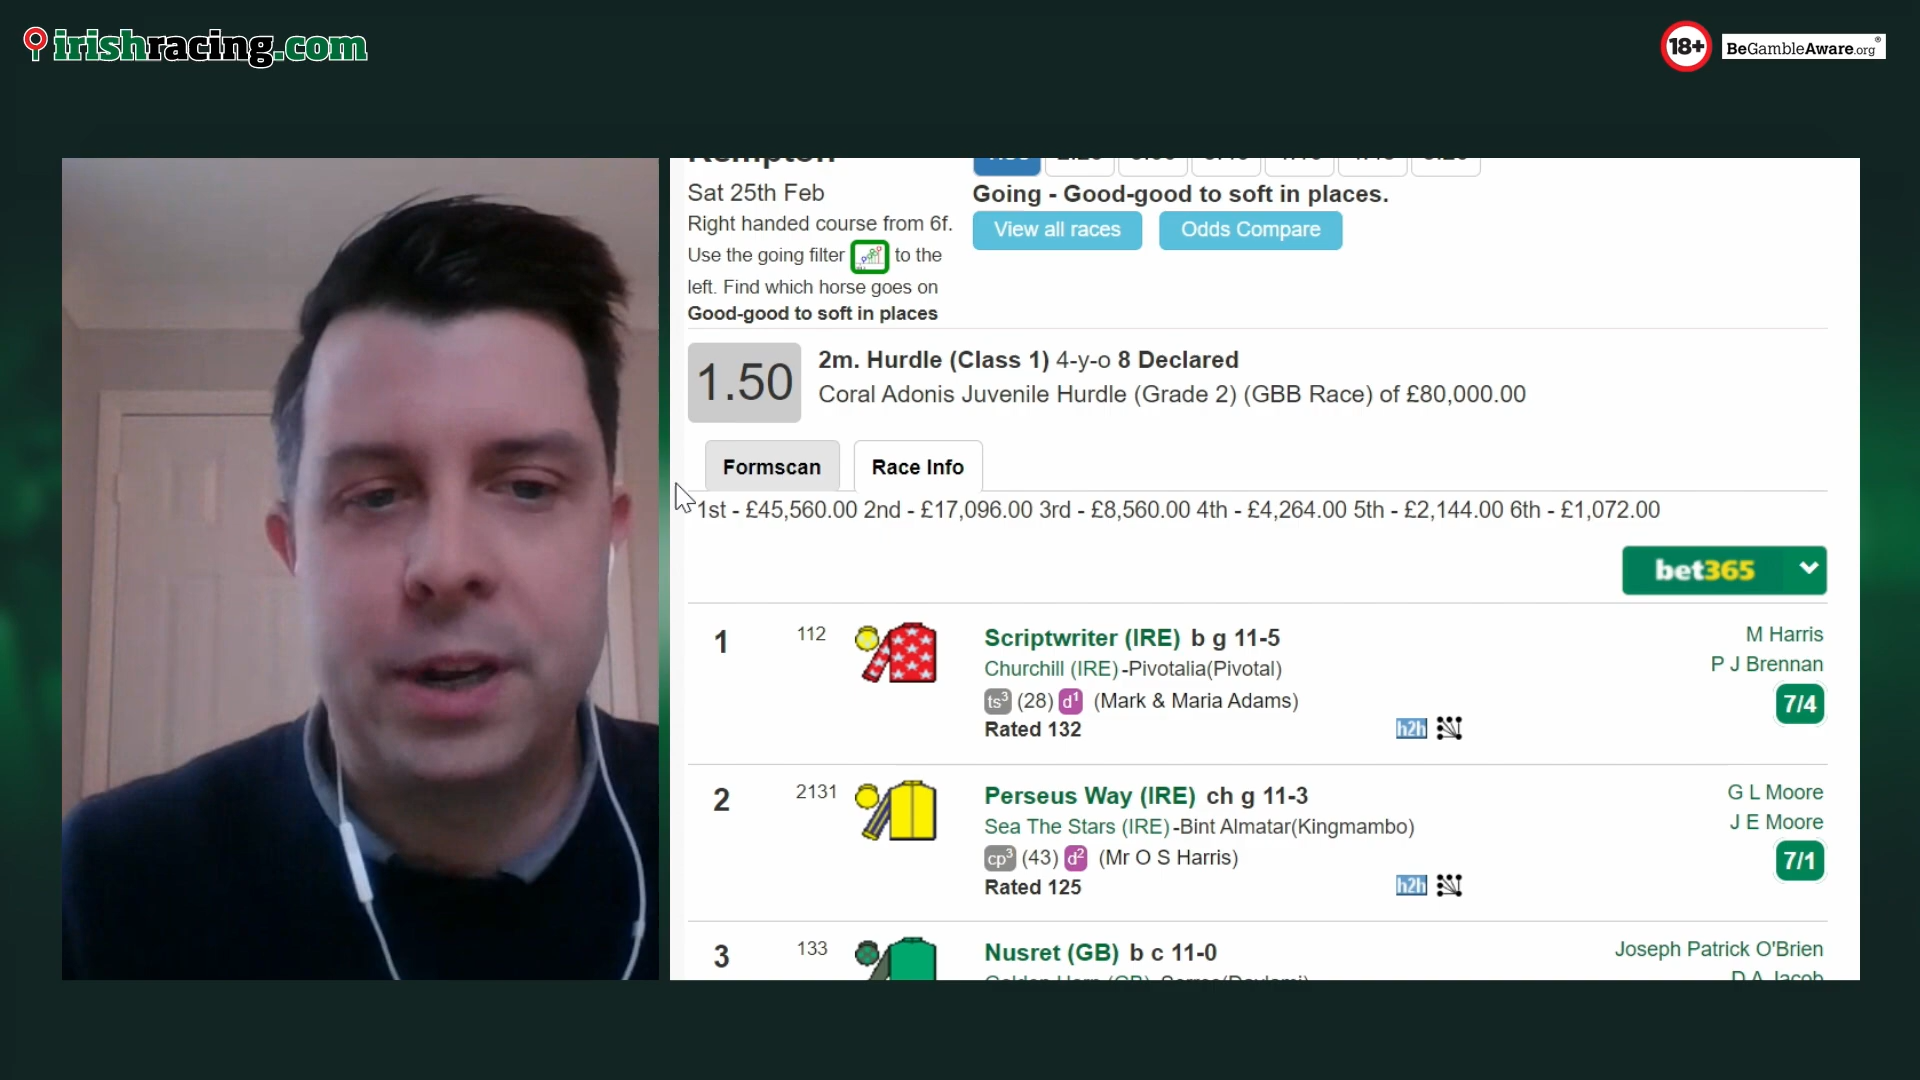 irishracing.com
18+
BeGambleAware.org®
Kempton
Sat 25th Feb
Right handed course from 6f.
Use the going filter to the
left. Find which horse goes on
Good-good to soft in places
Going - Good-good to soft in places.
View all races
Odds Compare
1.50
2m. Hurdle (Class 1) 4-y-o 8 Declared
Coral Adonis Juvenile Hurdle (Grade 2) (GBB Race) of £80,000.00
Formscan
Race Info
1st - £45,560.00 2nd - £17,096.00 3rd - £8,560.00 4th - £4,264.00 5th - £2,144.00 6th - £1,072.00
bet365
1
112
Scriptwriter (IRE) b g 11-5
Churchill (IRE)-Pivotalia(Pivotal)
ts³ (28) d¹ (Mark & Maria Adams)
Rated 132
h2h
M Harris
P J Brennan
7/4
2
2131
Perseus Way (IRE) ch g 11-3
Sea The Stars (IRE)-Bint Almatar(Kingmambo)
cp³ (43) d² (Mr O S Harris)
Rated 125
h2h
G L Moore
J E Moore
7/1
3
133
Nusret (GB) b c 11-0
Joseph Patrick O'Brien
D A Jacob